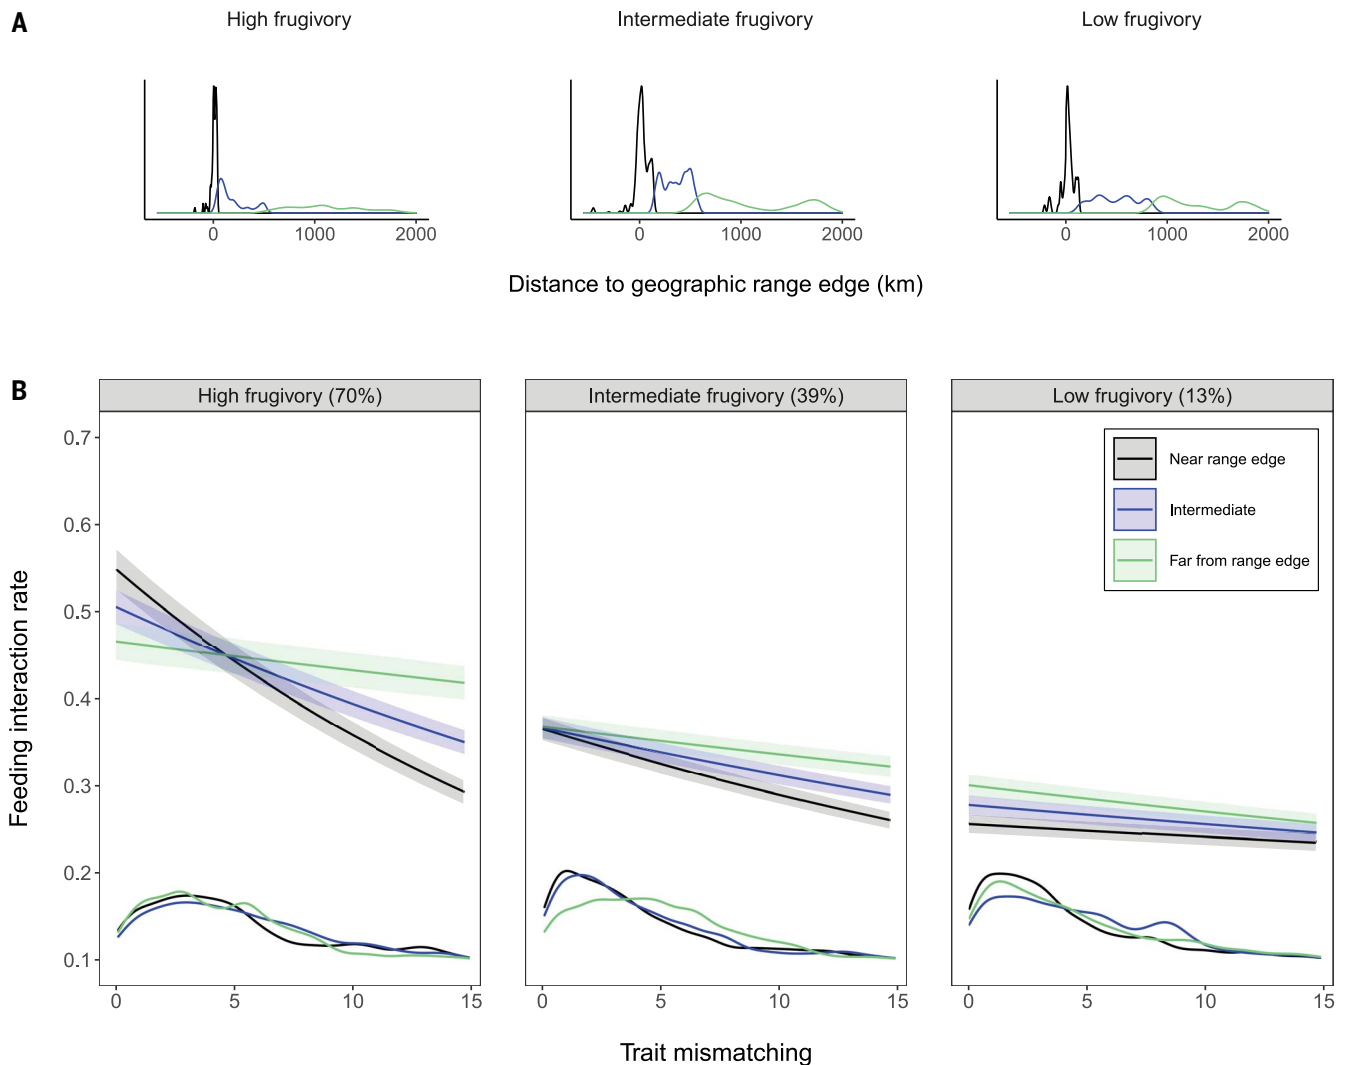 A
High frugivory
Intermediate frugivory
Low frugivory
0 1000 2000
0 1000 2000
0 1000 2000
Distance to geographic range edge (km)
B
High frugivory (70%)
Intermediate frugivory (39%)
Low frugivory (13%)
Near range edge
Intermediate
Far from range edge
Feeding interaction rate
0.7
0.6
0.5
0.4
0.3
0.2
0.1
0 5 10 15
0 5 10 15
0 5 10 15
Trait mismatching